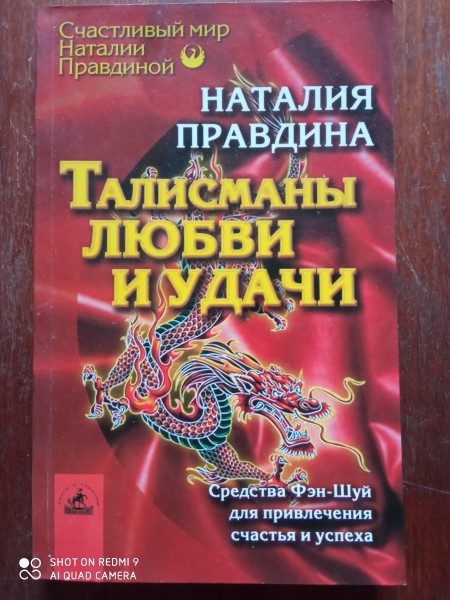 Счастливый мир
Наталии
Правдиной
НАТАЛИЯ
ПРАВДИНА
ТАЛИСМАНЫ
ЛЮБВИ
И УДАЧИ
Средства Фэн-Шуй
для привлечения
счастья и успеха
SHOT ON REDMI 9
AI QUAD CAMERA